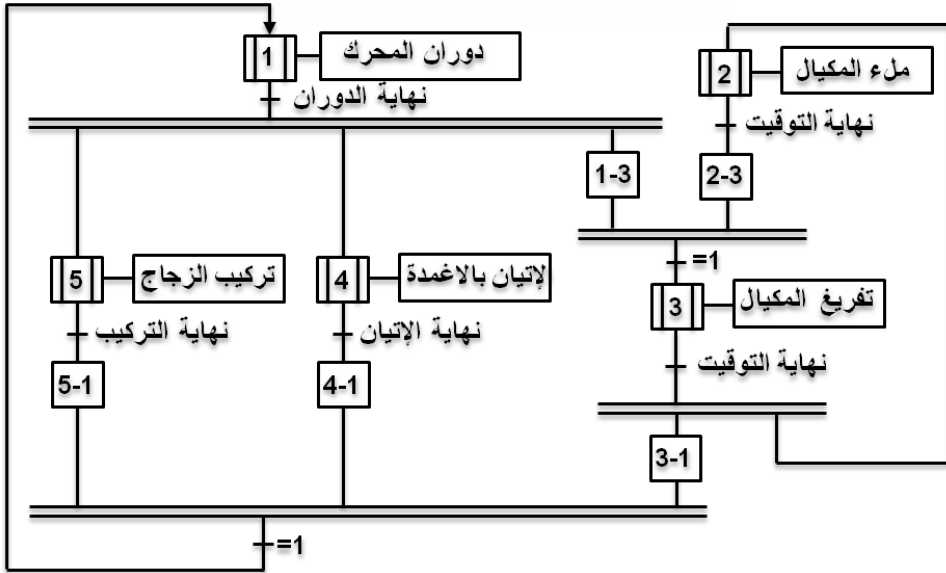 1
دوران المحرك
نهاية الدوران
2
ملء المكيال
نهاية التوقيت
1-3
2-3
=1
5
تركيب الزجاج
نهاية التركيب
4
لإتيان بالاغمدة
نهاية الإتيان
3
تفريغ المكيال
نهاية التوقيت
5-1
4-1
3-1
=1